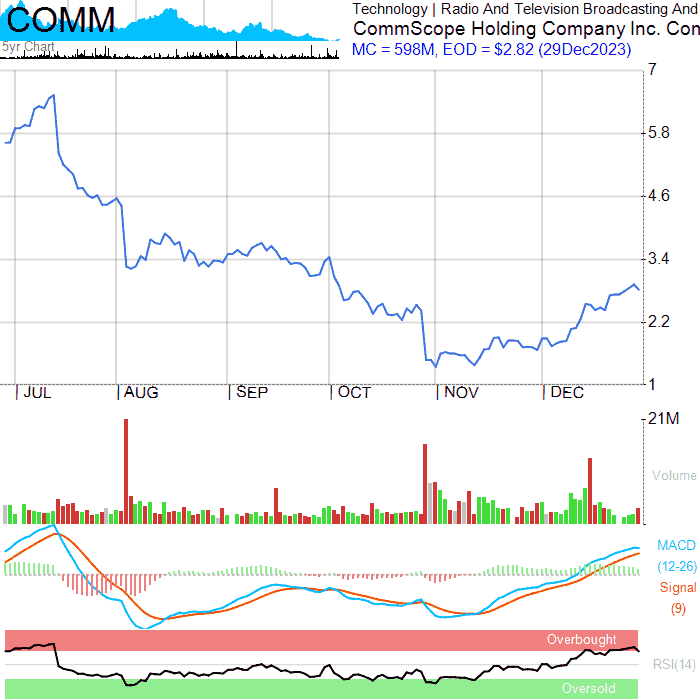 COMM
5yr Chart
Technology | Radio And Television Broadcasting And
CommScope Holding Company Inc. Con
MC = 598M, EOD = $2.82 (29Dec2023)
7
5.8
4.6
3.4
2.2
1
| JUL | AUG | SEP | OCT | NOV | DEC
21M
Volume
MACD
(12-26)
Signal
(9)
Overbought
RSI(14)
Oversold